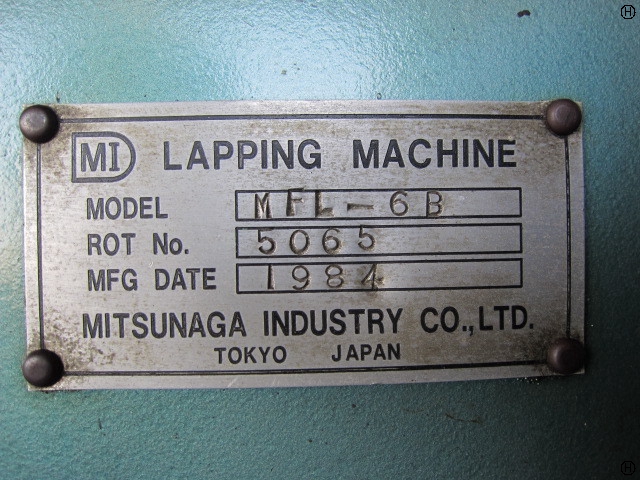 MI LAPPING MACHINE
MODEL MFL-6B
ROT No. 5065
MFG DATE 1984
MITSUNAGA INDUSTRY CO.,LTD.
TOKYO JAPAN
H
H